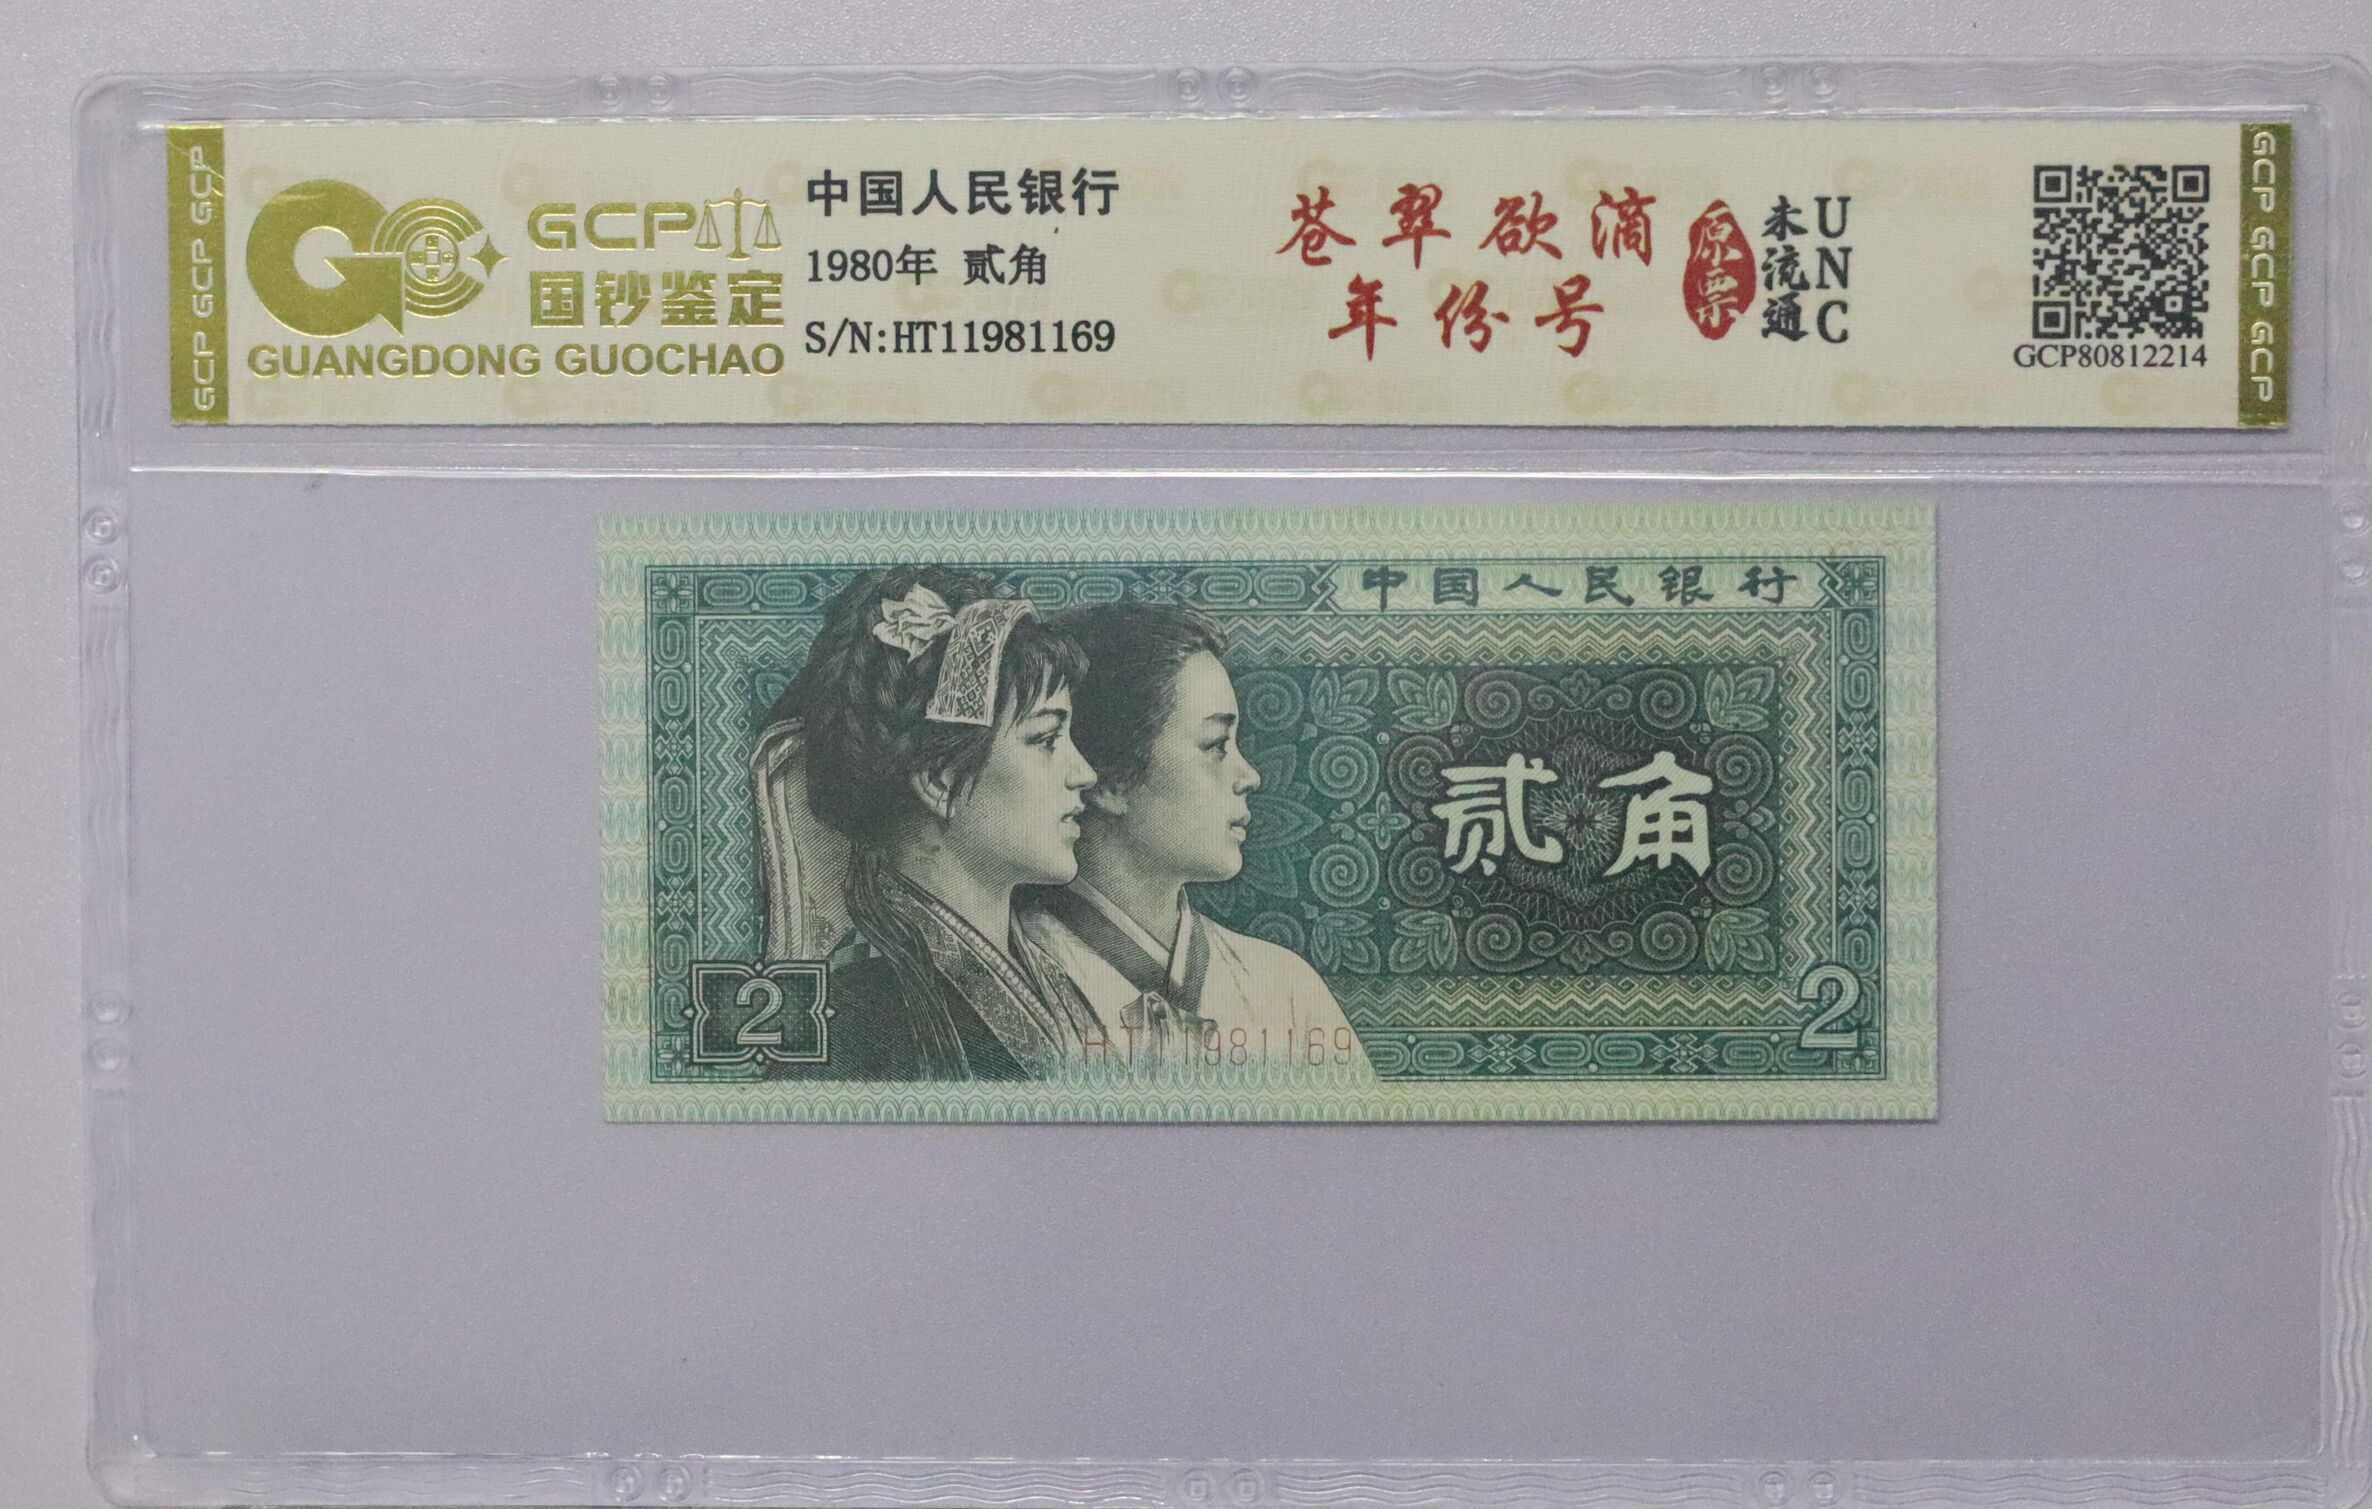 GCP GCP GCP
GCP
国钞鉴定
GUANGDONG GUOCHAO
中国人民银行
1980年 贰角
S/N:HT11981169
苍翠欲滴
年份号
原票
未流通
UNC
GCP80812214
GCP GCP GCP
中国人民银行
贰角
2
HT11981169
2